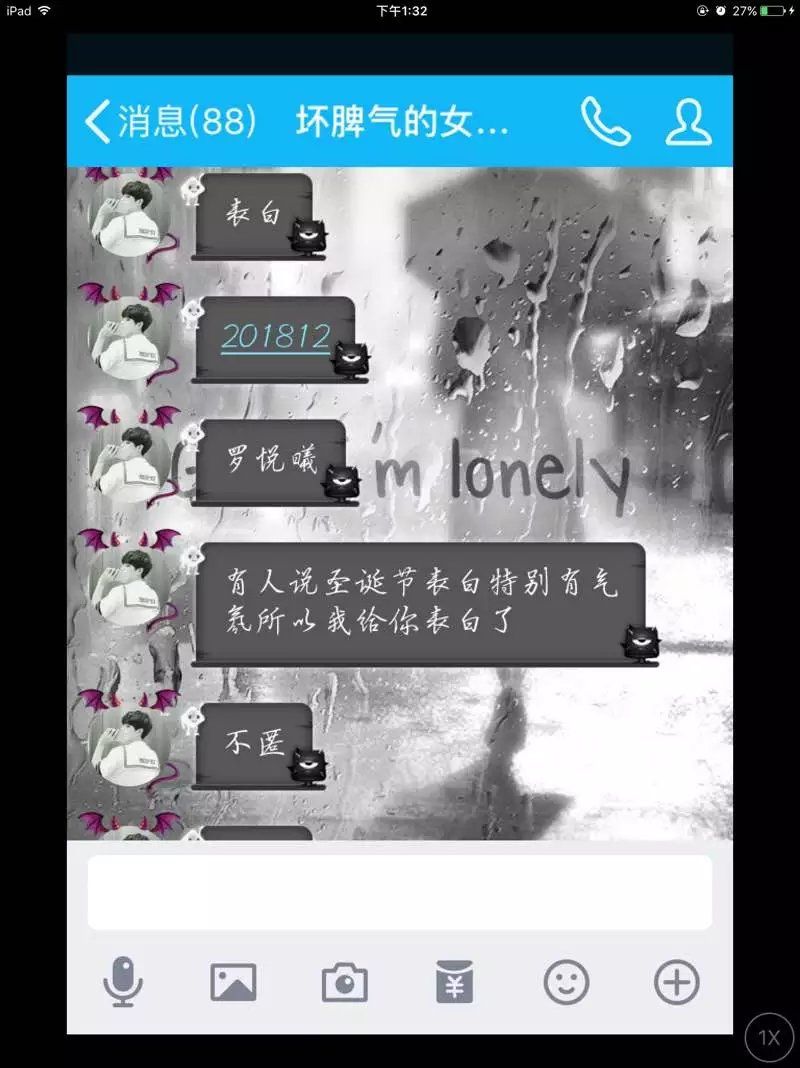 iPad 下午1:32 27%
消息(88) 坏脾气的女...
表白
201812
罗悦曦
'm lonely
有人说圣诞节表白特别有气
氛所以我给你表白了
不匿
1X